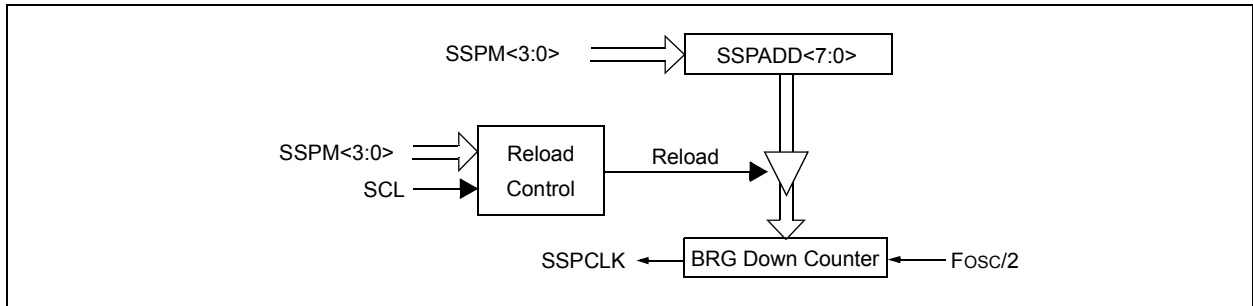 SSPM<3:0>
SSPADD<7:0>
SSPM<3:0>
Reload
Control
SCL
Reload
SSPCLK
BRG Down Counter
FOSC/2